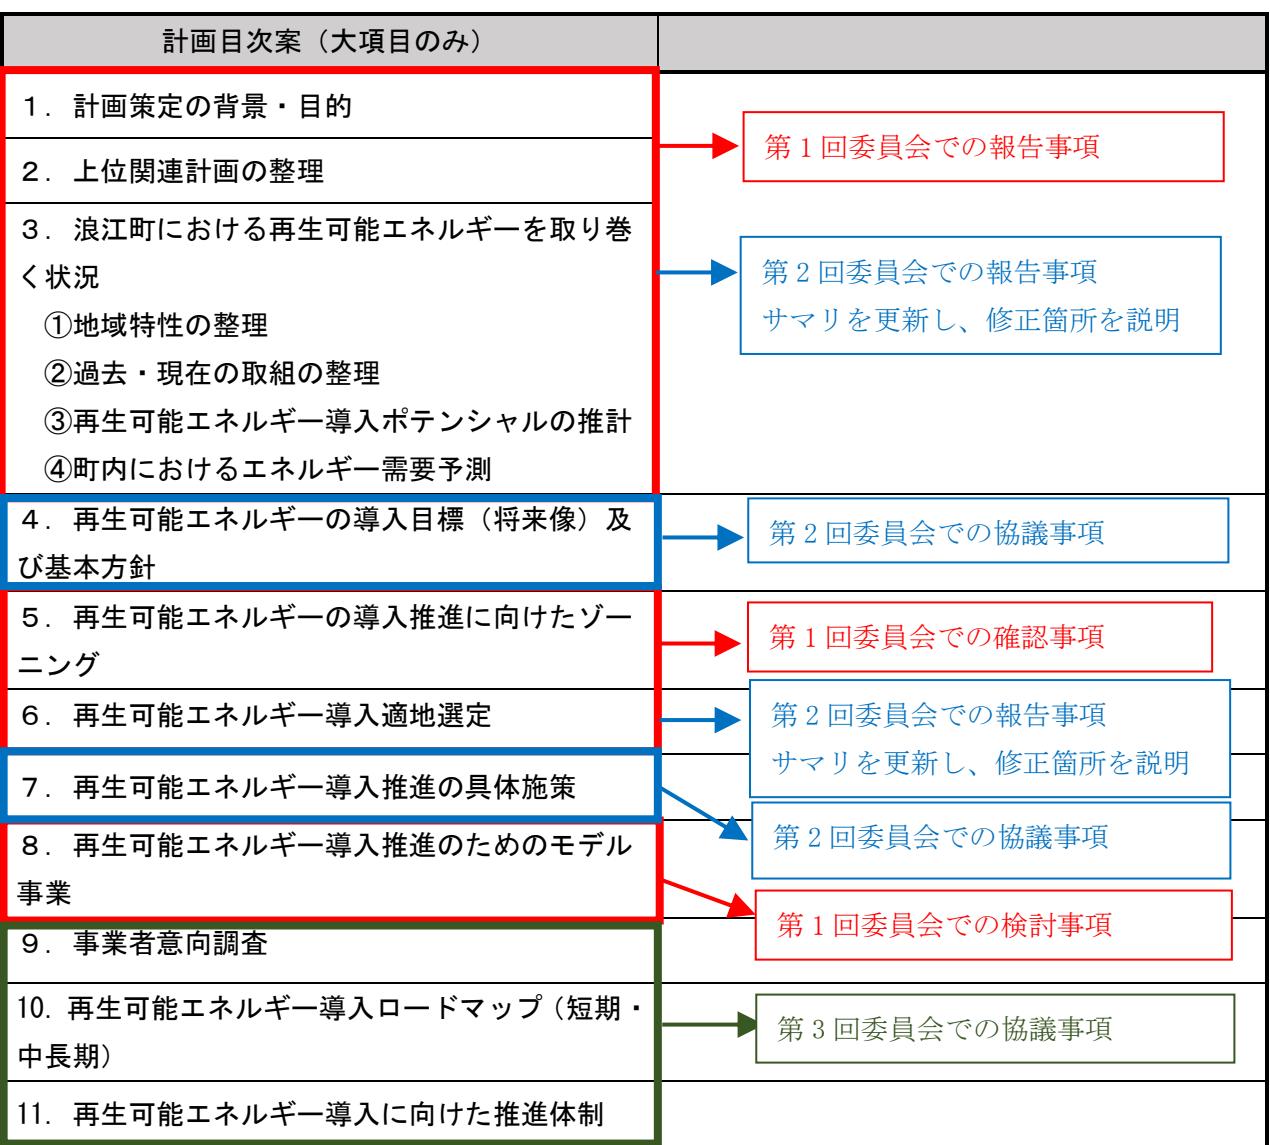 計画目次案（大項目のみ）
１．計画策定の背景・目的
第１回委員会での報告事項
２．上位関連計画の整理
３．浪江町における再生可能エネルギーを取り巻
く状況
①地域特性の整理
②過去・現在の取組の整理
③再生可能エネルギー導入ポテンシャルの推計
④町内におけるエネルギー需要予測
第２回委員会での報告事項
サマリを更新し、修正箇所を説明
４．再生可能エネルギーの導入目標（将来像）及
び基本方針
第２回委員会での協議事項
５．再生可能エネルギーの導入推進に向けたゾー
ニング
第１回委員会での確認事項
６．再生可能エネルギー導入適地選定
第２回委員会での報告事項
サマリを更新し、修正箇所を説明
７．再生可能エネルギー導入推進の具体施策
第２回委員会での協議事項
８．再生可能エネルギー導入推進のためのモデル
事業
第１回委員会での検討事項
９．事業者意向調査
10. 再生可能エネルギー導入ロードマップ（短期・
中長期）
第３回委員会での協議事項
11. 再生可能エネルギー導入に向けた推進体制